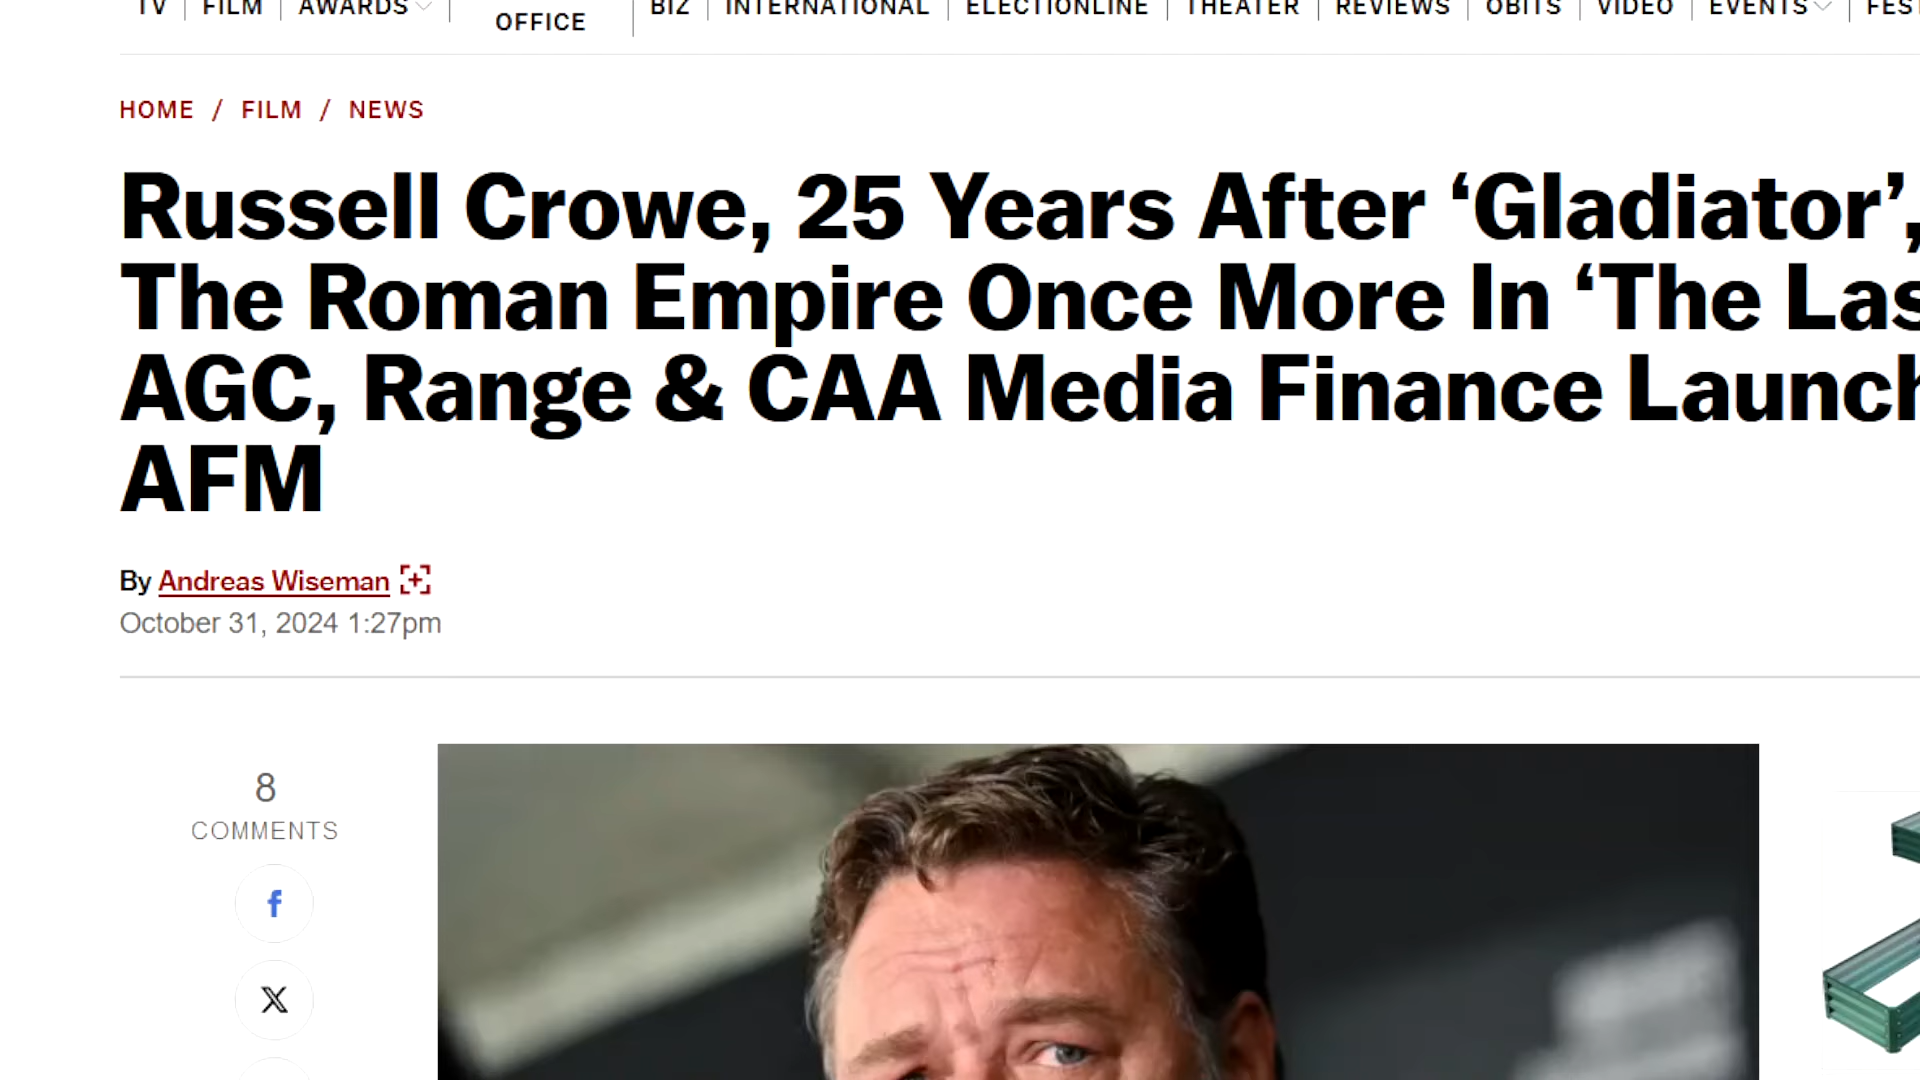 TV FILM AWARDS OFFICE BIZ INTERNATIONAL ELECTIONLINE THEATER REVIEWS OBITS VIDEO EVENTS FES
HOME / FILM / NEWS
Russell Crowe, 25 Years After ‘Gladiator’,
The Roman Empire Once More In ‘The Las
AGC, Range & CAA Media Finance Launch
AFM
By Andreas Wiseman
October 31, 2024 1:27pm
8
COMMENTS